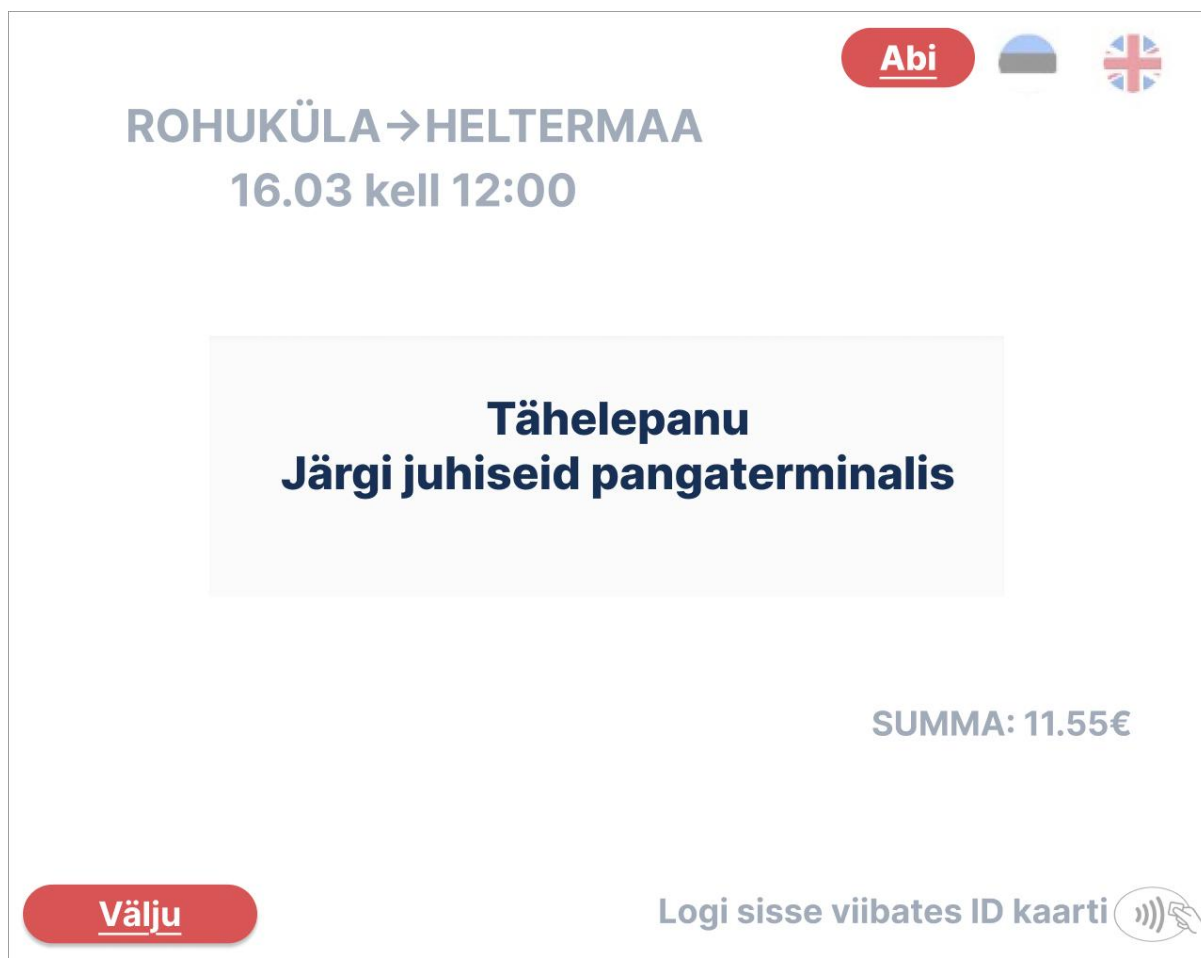 Abi
ROHUKÜLA→HELTERMAA
16.03 kell 12:00
Tähelepanu
Järgi juhiseid pangaterminalis
SUMMA: 11.55€
Välju
Logi sisse viibates ID kaarti